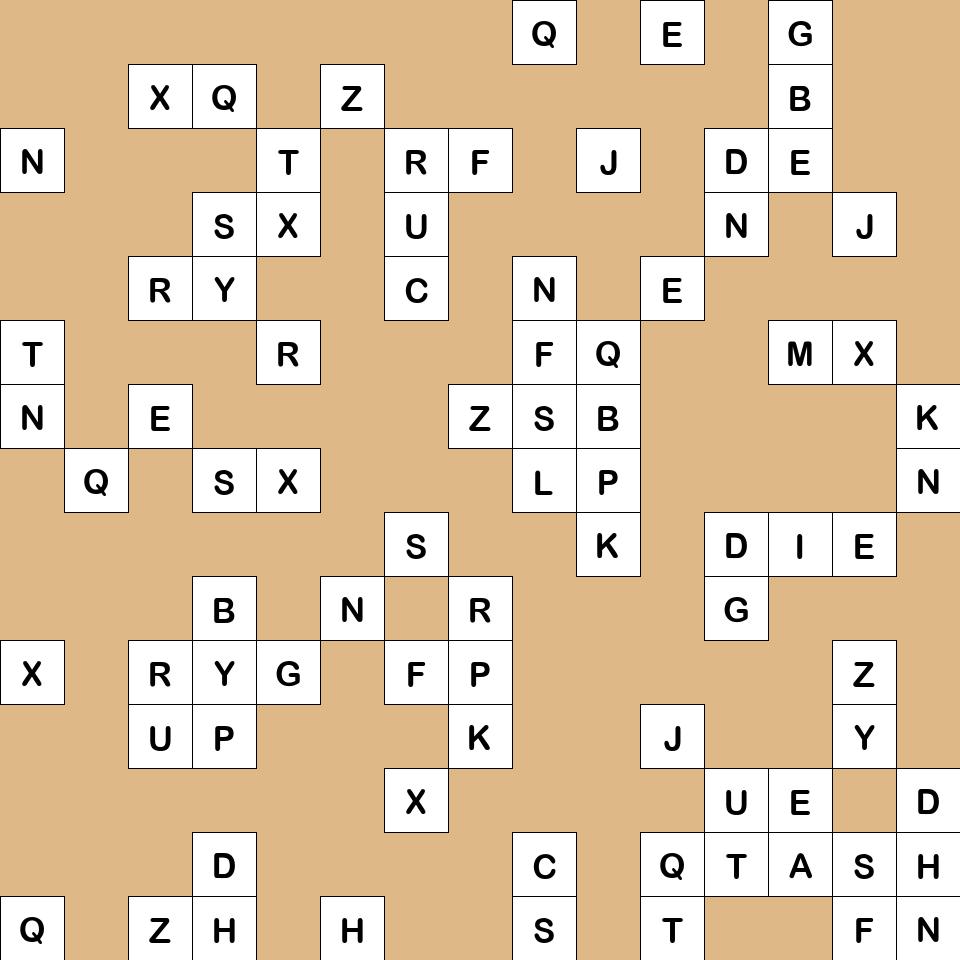 Q E G
X Q Z B
N T R F J D E
S X U N J
R Y C N E
T R F Q M X
N E Z S B K
Q S X L P N
S K D I E
B N R G
X R Y G F P Z
U P K J Y
X U E D
D C Q T A S H
Q Z H H S T F N